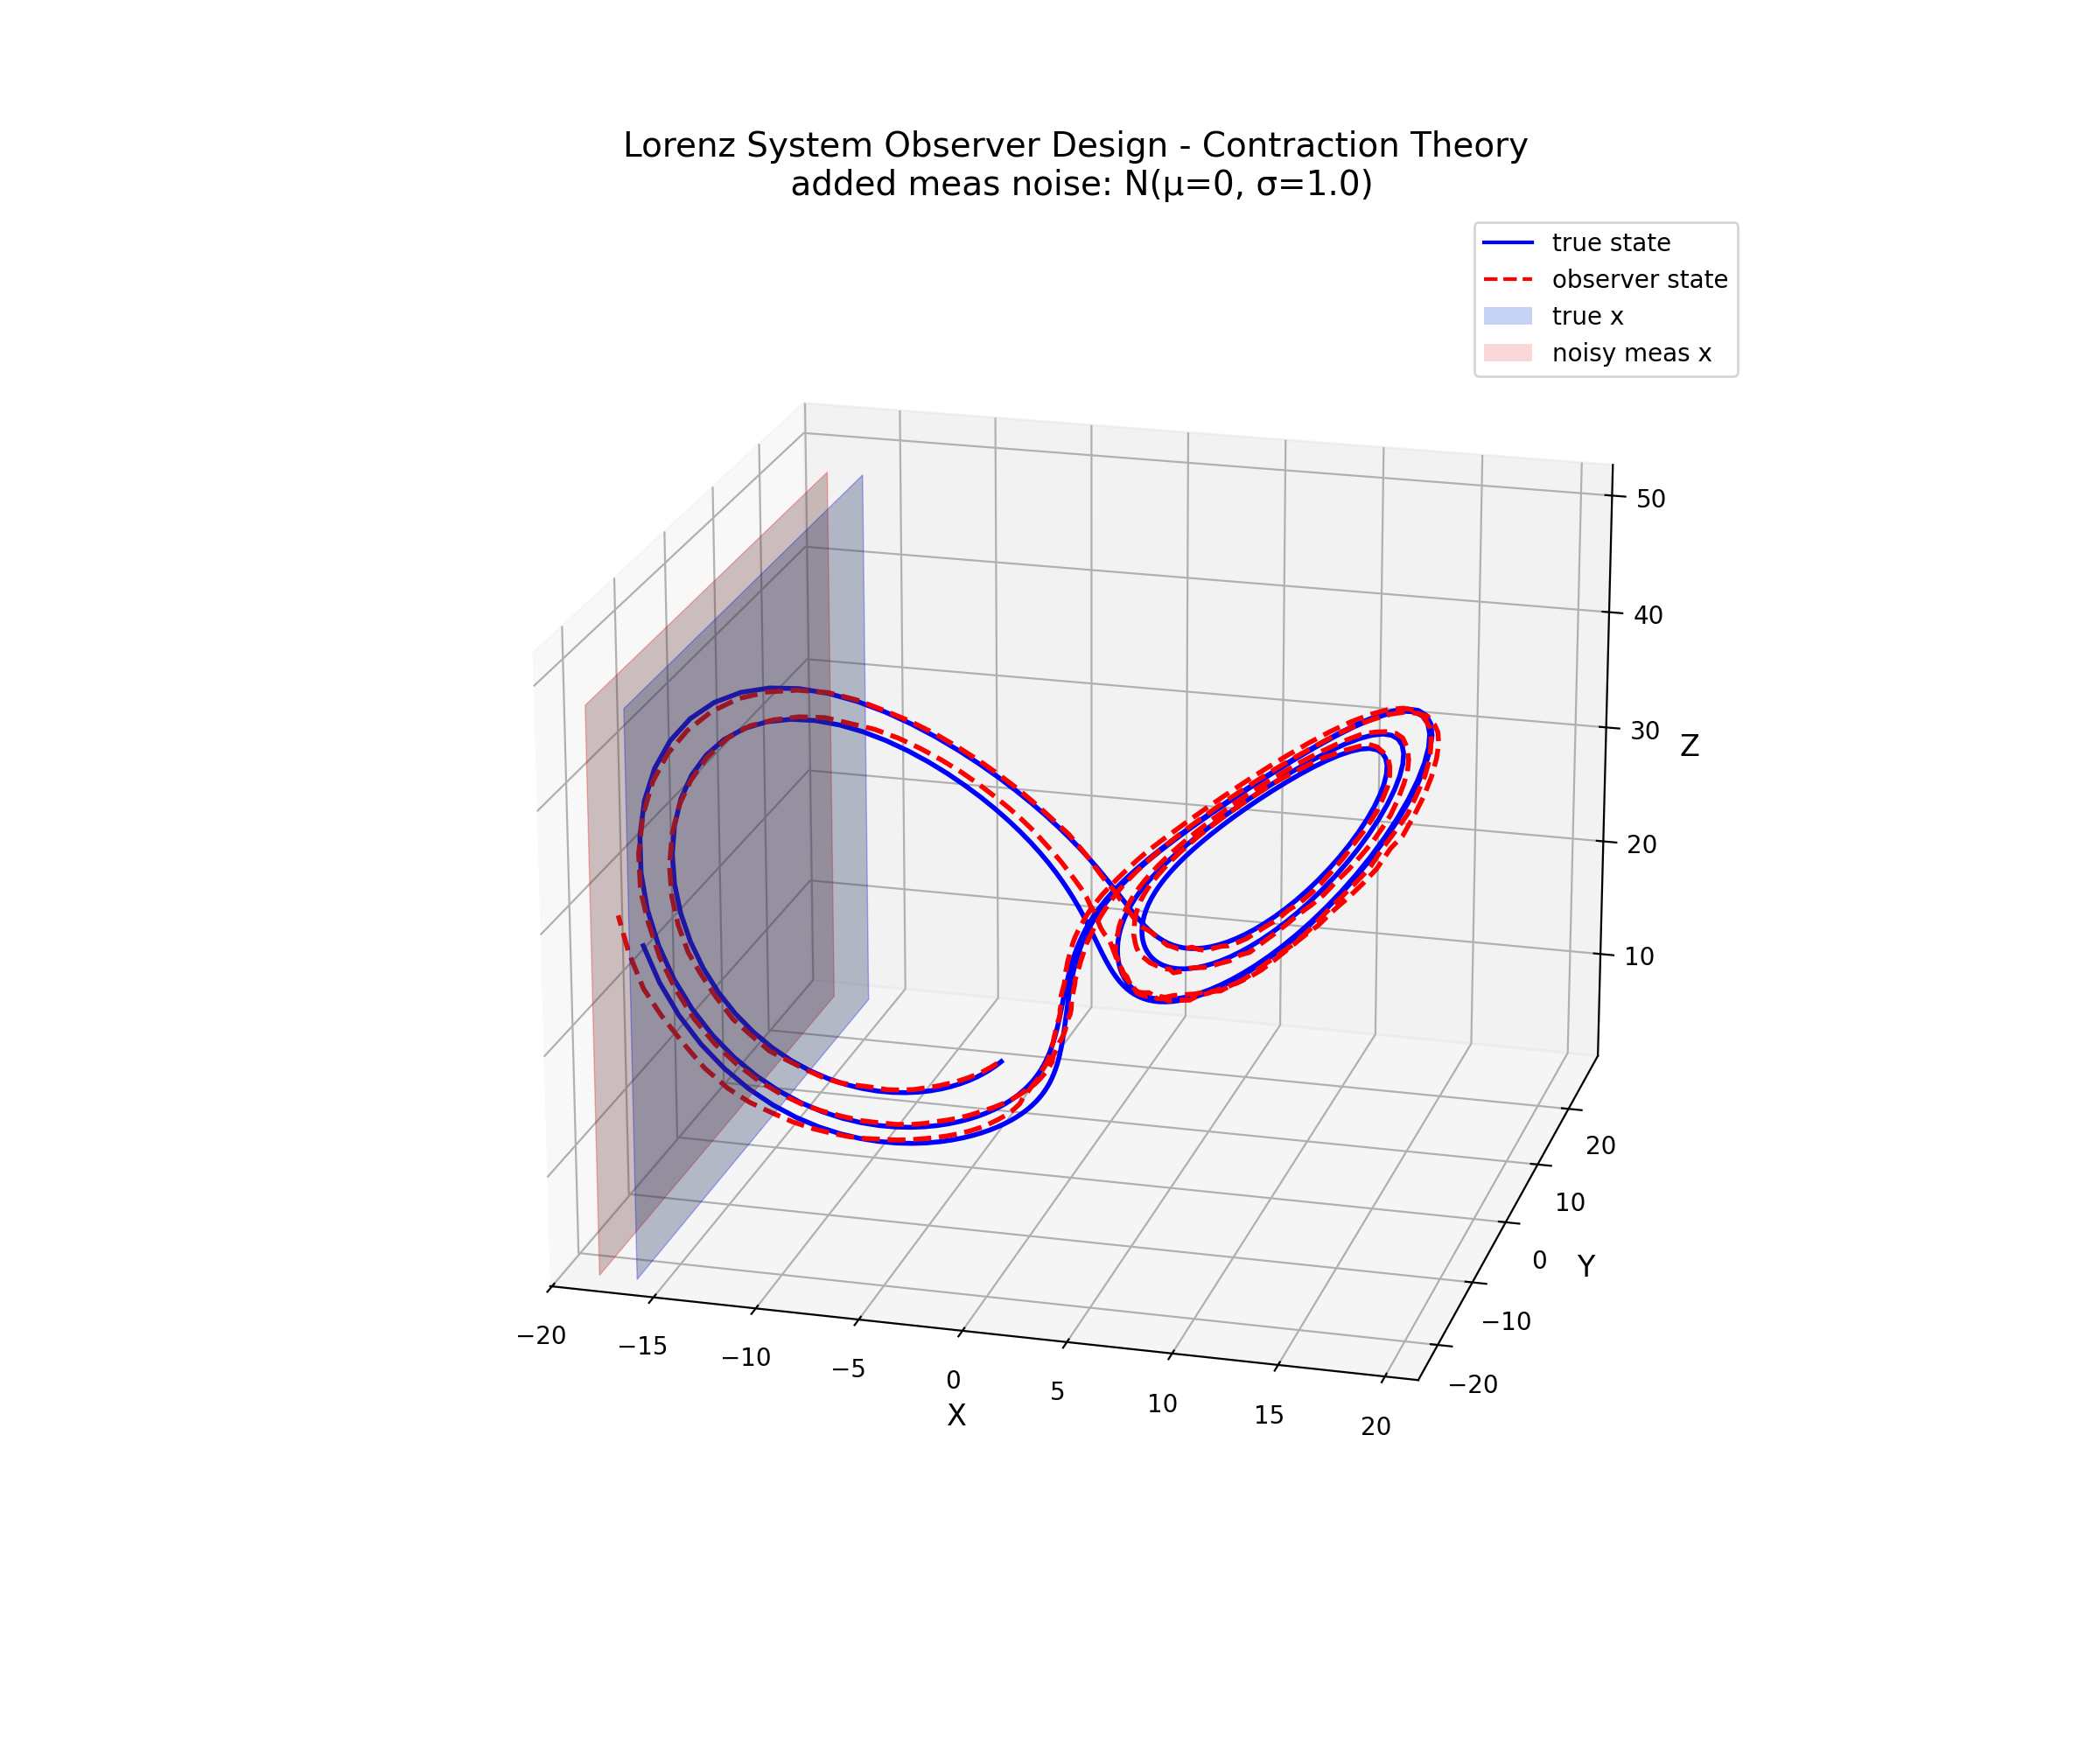 Lorenz System Observer Design - Contraction Theory
added meas noise: N(μ=0, σ=1.0)
true state
observer state
true x
noisy meas x
50
40
30
Z
20
10
20
10
0
Y
−10
−20
−20
−15
−10
−5
0
5
10
15
20
X